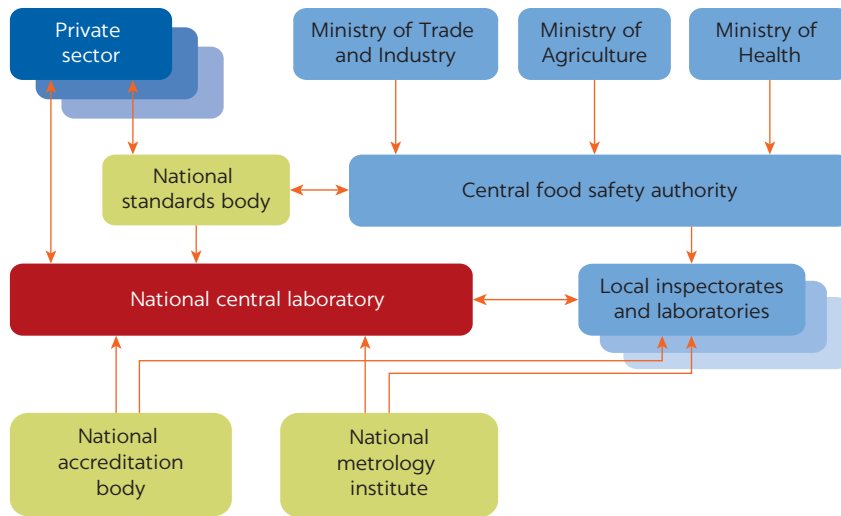 Private
sector
Ministry of Trade
and Industry
Ministry of
Agriculture
Ministry of
Health
National
standards body
Central food safety authority
National central laboratory
Local inspectorates
and laboratories
National
accreditation
body
National
metrology
institute